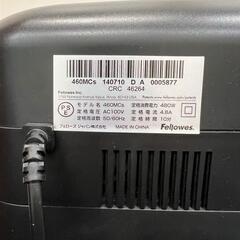 460MCs 140710 D A 0005877
CRC 46264
Fellowes Inc.
PS E
モデル名 460MCs 定格消費電力 480W
定格電圧 AC100V 定格電流 4.8A
定格周波数 50/60Hz 定格時間 10分
フェローズジャパン株式会社 MADE IN CHINA
Fellowes.